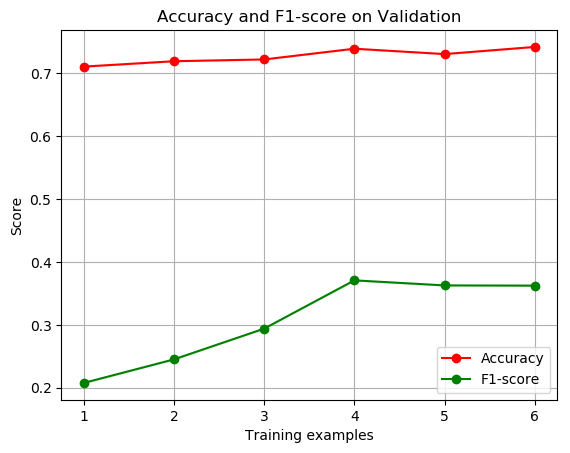 Accuracy and F1-score on Validation
Score
0.7
0.6
0.5
0.4
0.3
0.2
Accuracy
F1-score
1 2 3 4 5 6
Training examples